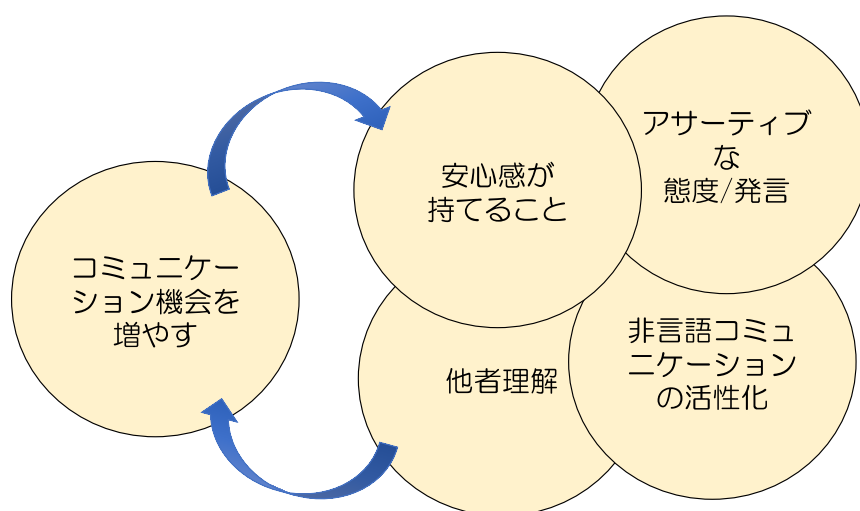 コミュニケー
ション機会を
増やす
安心感が
持てること
アサーティブ
な
態度/発言
他者理解
非言語コミュ
ニケーション
の活性化